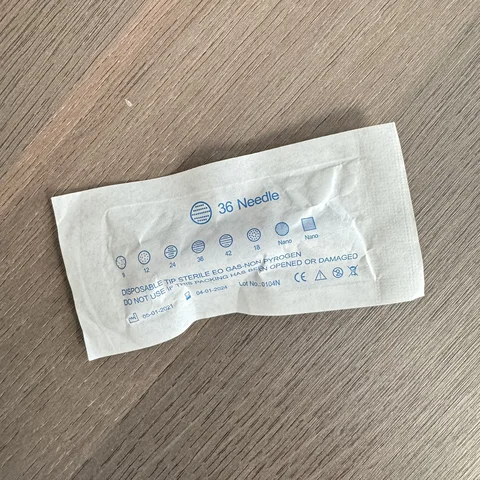 36 Needle
9 12 24 36 42 18 Nano Nano
DISPOSABLE TIP STERILE EO GAS-NON PYROGEN
DO NOT USE IF THIS PACKING HAS BEEN OPENED OR DAMAGED
05-01-2021 04-01-2024 Lot No.: 0104N CE